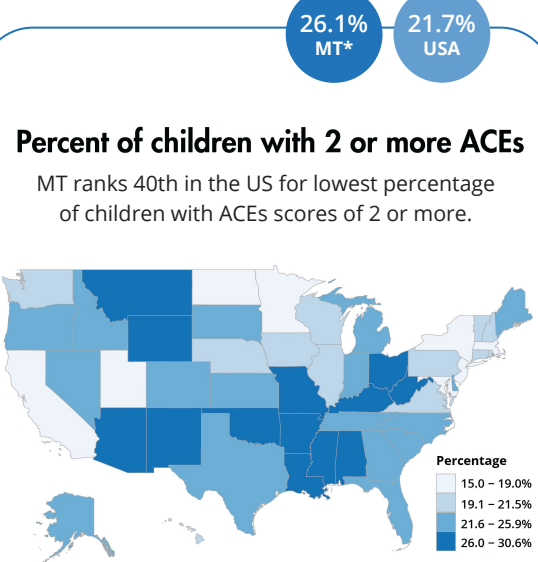 26.1%
MT*
21.7%
USA
Percent of children with 2 or more ACEs
MT ranks 40th in the US for lowest percentage
of children with ACEs scores of 2 or more.
Percentage
15.0 – 19.0%
19.1 – 21.5%
21.6 – 25.9%
26.0 – 30.6%